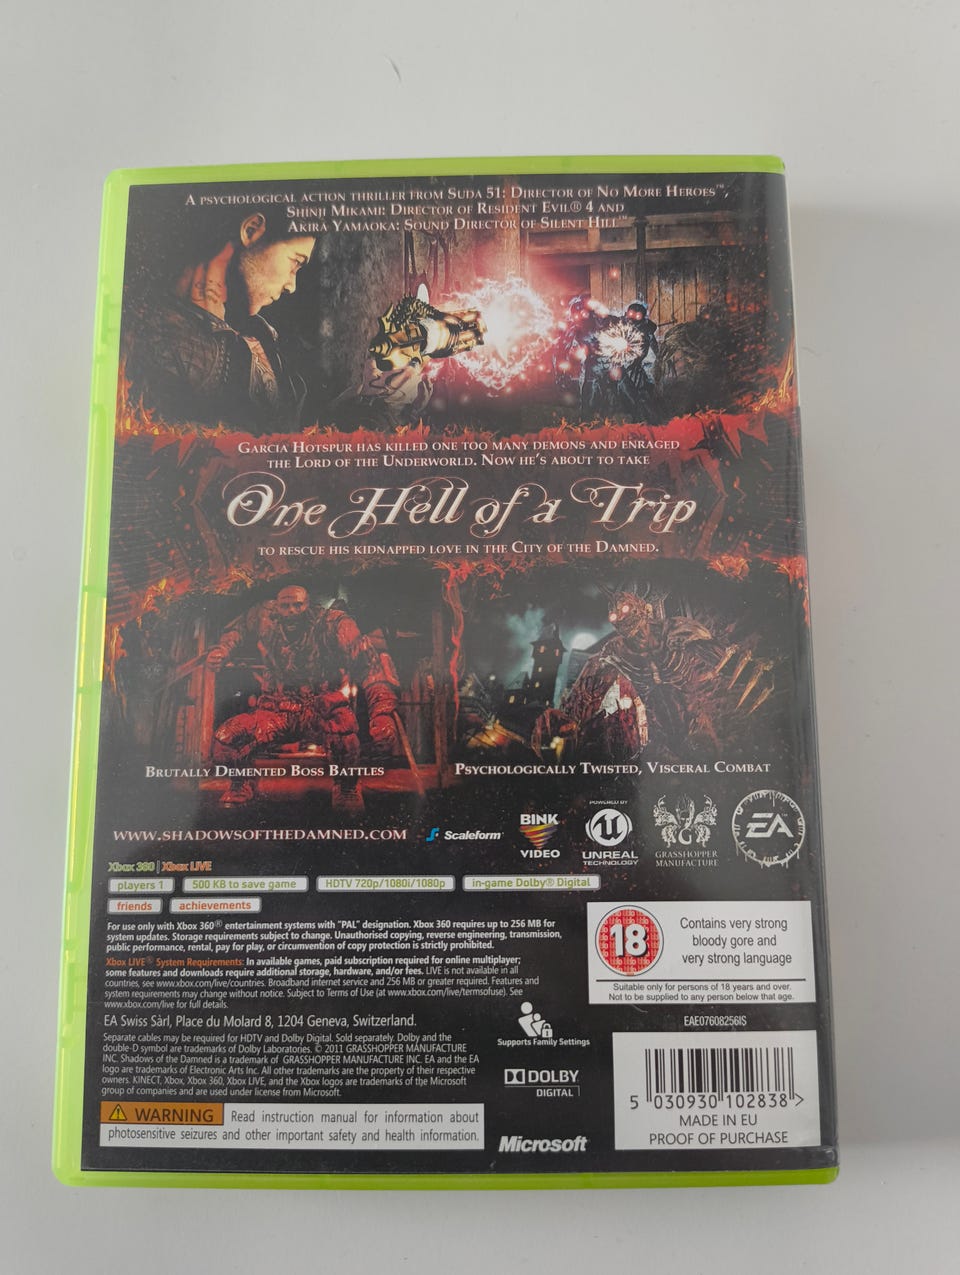 A PSYCHOLOGICAL ACTION THRILLER FROM SUDA 51: DIRECTOR OF NO MORE HEROES™,
SHINJI MIKAMI: DIRECTOR OF RESIDENT EVIL® 4 AND
AKIRA YAMAOKA: SOUND DIRECTOR OF SILENT HILL™
GARCIA HOTSPUR HAS KILLED ONE TOO MANY DEMONS AND ENRAGED
THE LORD OF THE UNDERWORLD. NOW HE'S ABOUT TO TAKE
One Hell of a Trip
TO RESCUE HIS KIDNAPPED LOVE IN THE CITY OF THE DAMNED.
BRUTALLY DEMENTED BOSS BATTLES
PSYCHOLOGICALLY TWISTED, VISCERAL COMBAT
WWW.SHADOWSOFTHEDAMNED.COM
Scaleform
BINK
VIDEO
POWERED BY
UNREAL
TECHNOLOGY
GRASSHOPPER
MANUFACTURE
EA
Xbox 360 | Xbox LIVE
players 1
500 KB to save game
HDTV 720p/1080i/1080p
in-game Dolby® Digital
friends
achievements
For use only with Xbox 360® entertainment systems with "PAL" designation. Xbox 360 requires up to 256 MB for
system updates. Storage requirements subject to change. Unauthorised copying, reverse engineering, transmission,
public performance, rental, pay for play, or circumvention of copy protection is strictly prohibited.
Xbox LIVE® System Requirements: In available games, paid subscription required for online multiplayer;
some features and downloads require additional storage, hardware, and/or fees. LIVE is not available in all
countries, see www.xbox.com/live/countries. Broadband internet service and 256 MB or greater required. Features and
system requirements may change without notice. Subject to Terms of Use (at www.xbox.com/live/termsofuse). See
www.xbox.com/live for full details.
EA Swiss Sàrl, Place du Molard 8, 1204 Geneva, Switzerland.
Separate cables may be required for HDTV and Dolby Digital. Sold separately. Dolby and the
double-D symbol are trademarks of Dolby Laboratories. © 2011 GRASSHOPPER MANUFACTURE
INC. Shadows of the Damned is a trademark of GRASSHOPPER MANUFACTURE INC. EA and the EA
logo are trademarks of Electronic Arts Inc. All other trademarks are the property of their respective
owners. KINECT, Xbox, Xbox 360, Xbox LIVE, and the Xbox logos are trademarks of the Microsoft
group of companies and are used under license from Microsoft.
WARNING Read instruction manual for information about
photosensitive seizures and other important safety and health information.
Supports Family Settings
DOLBY
DIGITAL
Microsoft
18
Contains very strong
bloody gore and
very strong language
Suitable only for persons of 18 years and over.
Not to be supplied to any person below that age.
EAE07608256IS
5 030930 102838 >
MADE IN EU
PROOF OF PURCHASE